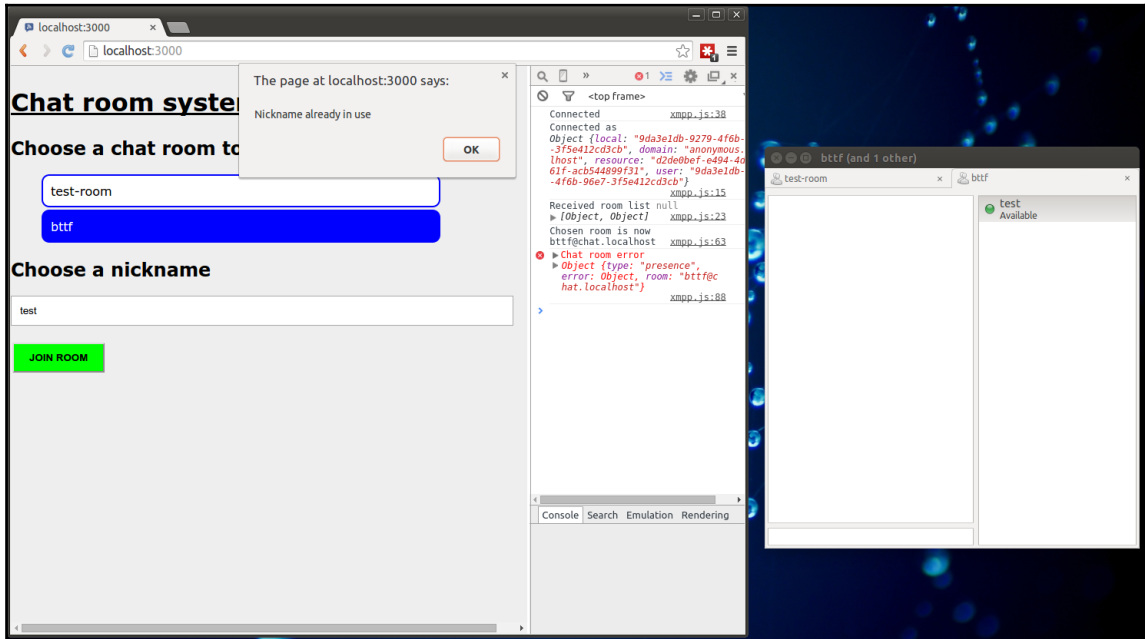 localhost:3000
localhost:3000
The page at localhost:3000 says:
Nickname already in use
OK
Chat room syste
Choose a chat room to
test-room
bttf
Choose a nickname
test
JOIN ROOM
1
<top frame>
Connected xmpp.js:38
Connected as
Object {local: "9da3e1db-9279-4f6b-
-3f5e412cd3cb", domain: "anonymous.
lhost", resource: "d2de0bef-e494-4d
61f-acb544899f31", user: "9da3e1db-
-4f6b-96e7-3f5e412cd3cb"}
xmpp.js:15
Received room list null
[Object, Object] xmpp.js:23
Chosen room is now
bttf@chat.localhost xmpp.js:63
Chat room error
Object {type: "presence",
error: Object, room: "bttf@c
hat.localhost"}
xmpp.js:88
Console Search Emulation Rendering
bttf (and 1 other)
test-room bttf
test
Available